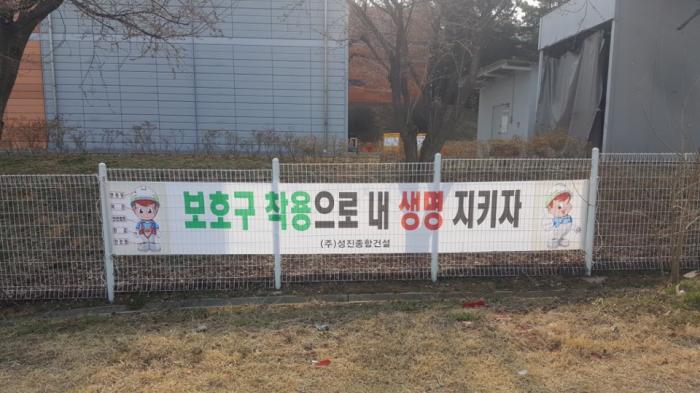 보호구 착용으로 내 생명 지키자
(주)성진종합건설